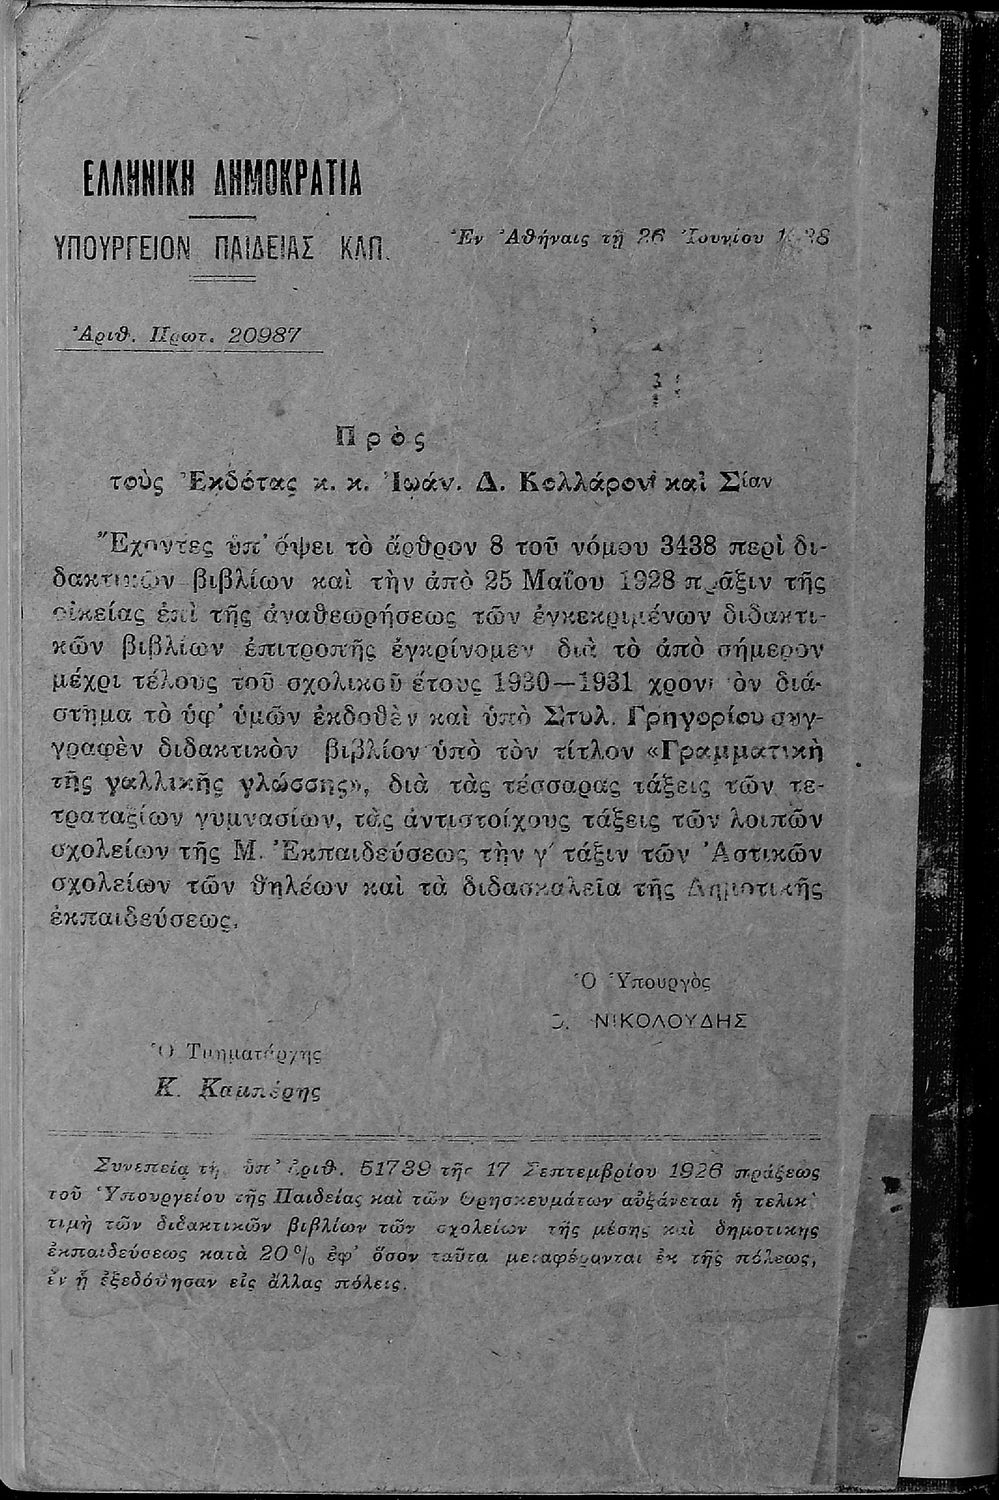 ΕΛΛΗΝΙΚΗ ΔΗΜΟΚΡΑΤΙΑ
ΥΠΟΥΡΓΕΙΟΝ ΠΑΙΔΕΙΑΣ ΚΛΠ.
Ἐν Ἀθήναις τῇ 26 Ἰουνίου 1928
Ἀριθ. Πρωτ. 20987
Πρὸς
τοὺς Ἐκδότας κ. κ. Ἰωάν. Δ. Κολλάρον καὶ Σίαν
Ἔχοντες ὑπ' ὄψει τὸ ἄρθρον 8 τοῦ νόμου 3438 περὶ δι-
δακτικῶν βιβλίων καὶ τὴν ἀπὸ 25 Μαΐου 1928 πρᾶξιν τῆς
οἰκείας ἐπὶ τῆς ἀναθεωρήσεως τῶν ἐγκεκριμένων διδακτι-
κῶν βιβλίων ἐπιτροπῆς ἐγκρίνομεν διὰ τὸ ἀπὸ σήμερον
μέχρι τέλους τοῦ σχολικοῦ ἔτους 1930—1931 χρονικὸν διά-
στημα τὸ ὑφ' ὑμῶν ἐκδοθὲν καὶ ὑπὸ Στυλ. Γρηγορίου συγ-
γραφὲν διδακτικὸν βιβλίον ὑπὸ τὸν τίτλον «Γραμματικὴ
τῆς γαλλικῆς γλώσσης», διὰ τὰς τέσσαρας τάξεις τῶν τε-
τραταξίων γυμνασίων, τὰς ἀντιστοίχους τάξεις τῶν λοιπῶν
σχολείων τῆς Μ. Ἐκπαιδεύσεως τὴν γ' τάξιν τῶν Ἀστικῶν
σχολείων τῶν θηλέων καὶ τὰ διδασκαλεῖα τῆς Δημοτικῆς
ἐκπαιδεύσεως.
Ὁ Ὑπουργὸς
ΝΙΚΟΛΟΥΔΗΣ
Ὁ Τμηματάρχης
Κ. Καμπέρης
Συνεπείᾳ τῆς ὑπ' ἀριθ. 51739 τῆς 17 Σεπτεμβρίου 1926 πράξεως
τοῦ Ὑπουργείου τῆς Παιδείας καὶ τῶν Θρησκευμάτων αὐξάνεται ἡ τελικὴ
τιμὴ τῶν διδακτικῶν βιβλίων τῶν σχολείων τῆς μέσης καὶ δημοτικῆς
ἐκπαιδεύσεως κατὰ 20 % ἐφ' ὅσον ταῦτα μεταφέρονται ἐκ τῆς πόλεως,
ἐν ᾗ ἐξεδόθησαν εἰς ἄλλας πόλεις.